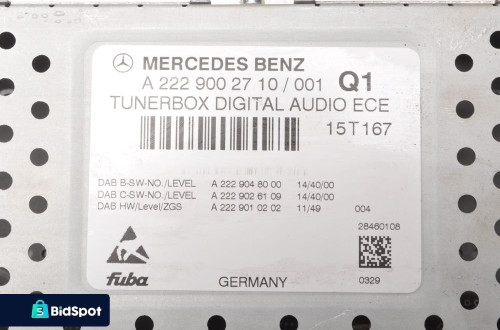 MERCEDES BENZ
A 222 900 27 10 / 001 Q1
TUNERBOX DIGITAL AUDIO ECE
15T167
DAB B-SW-NO./LEVEL A 222 904 80 00 14/40/00
DAB C-SW-NO./LEVEL A 222 902 61 09 14/40/00
DAB HW/Level/ZGS A 222 901 02 02 11/49 004
28460108
fuba GERMANY 0329
S BidSpot